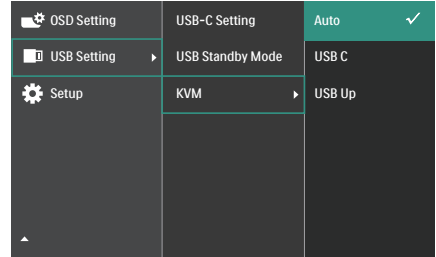 OSD Setting
USB Setting
Setup
USB-C Setting
USB Standby Mode
KVM
Auto
USB C
USB Up